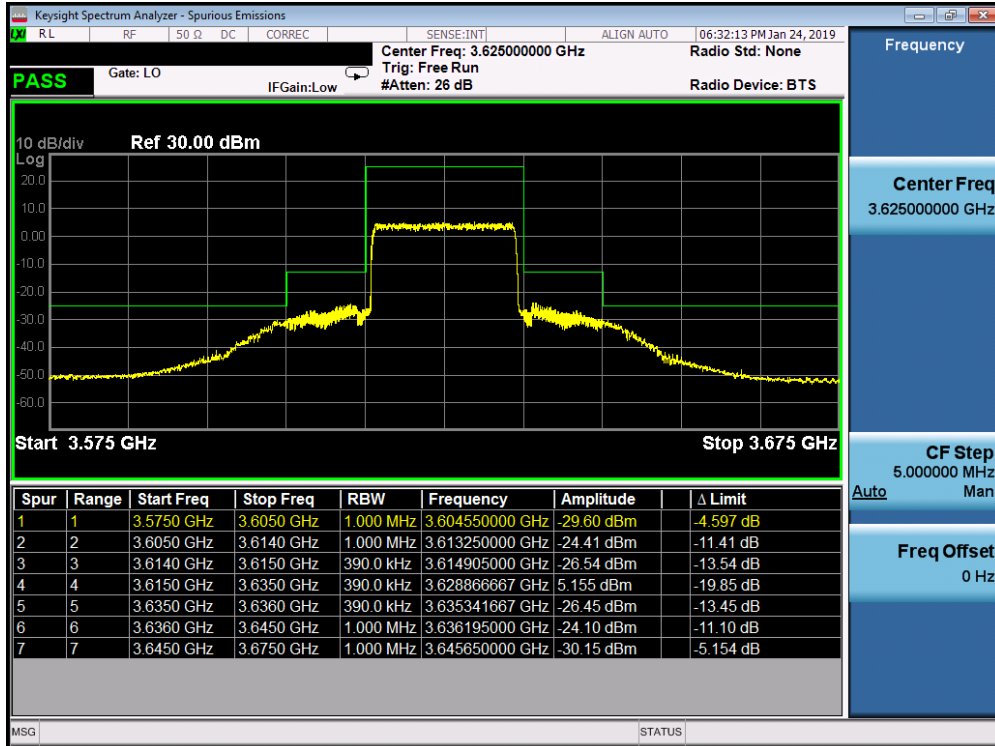 Keysight Spectrum Analyzer - Spurious Emissions
LXI RL RF 50 Ω DC CORREC SENSE:INT ALIGN AUTO 06:32:13 PM Jan 24, 2019
Center Freq: 3.625000000 GHz Radio Std: None
PASS Gate: LO Trig: Free Run
IFGain:Low #Atten: 26 dB Radio Device: BTS
10 dB/div Ref 30.00 dBm
Log
20.0
10.0
0.00
-10.0
-20.0
-30.0
-40.0
-50.0
-60.0
Start 3.575 GHz Stop 3.675 GHz
Spur Range Start Freq Stop Freq RBW Frequency Amplitude Δ Limit
1 1 3.5750 GHz 3.6050 GHz 1.000 MHz 3.604550000 GHz -29.60 dBm -4.597 dB
2 2 3.6050 GHz 3.6140 GHz 1.000 MHz 3.613250000 GHz -24.41 dBm -11.41 dB
3 3 3.6140 GHz 3.6150 GHz 390.0 kHz 3.614905000 GHz -26.54 dBm -13.54 dB
4 4 3.6150 GHz 3.6350 GHz 390.0 kHz 3.628866667 GHz 5.155 dBm -19.85 dB
5 5 3.6350 GHz 3.6360 GHz 390.0 kHz 3.635341667 GHz -26.45 dBm -13.45 dB
6 6 3.6360 GHz 3.6450 GHz 1.000 MHz 3.636195000 GHz -24.10 dBm -11.10 dB
7 7 3.6450 GHz 3.6750 GHz 1.000 MHz 3.645650000 GHz -30.15 dBm -5.154 dB
MSG STATUS
Frequency
Center Freq
3.625000000 GHz
CF Step
5.000000 MHz
Auto Man
Freq Offset
0 Hz